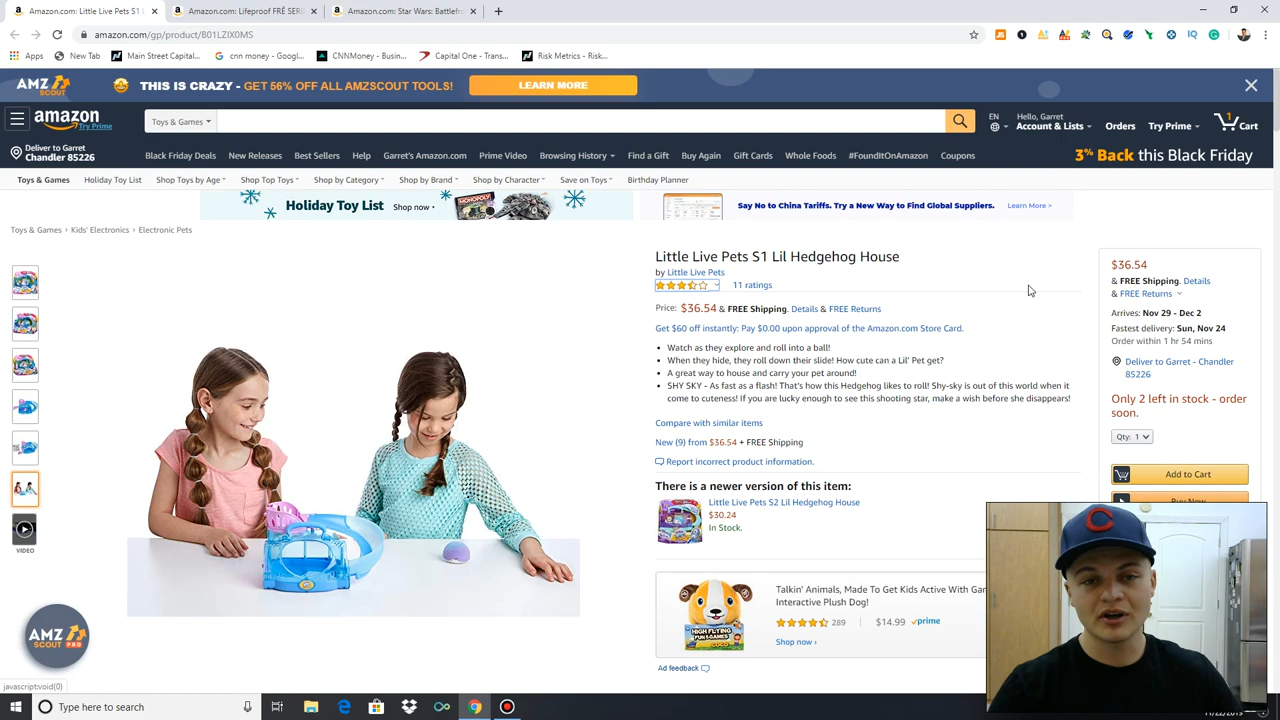 Amazon.com: Little Live Pets S1 L
Amazon.com: Lifeproof FRĒ SERI
Amazon.com: Star Wars: Battlefro
amazon.com/gp/product/B01LZIX0MS
Apps
New Tab
Main Street Capital...
cnn money - Googl...
CNNMoney - Busin...
Capital One - Trans...
Risk Metrics - Risk...
AMZ SCOUT
THIS IS CRAZY - GET 56% OFF ALL AMZSCOUT TOOLS!
LEARN MORE
amazon
Try Prime
Toys & Games
EN
Hello, Garret
Account & Lists
Orders
Try Prime
1
Cart
Deliver to Garret
Chandler 85226
Black Friday Deals
New Releases
Best Sellers
Help
Garret's Amazon.com
Prime Video
Browsing History
Find a Gift
Buy Again
Gift Cards
Whole Foods
#FoundItOnAmazon
Coupons
3% Back this Black Friday
Toys & Games
Holiday Toy List
Shop Toys by Age
Shop Top Toys
Shop by Category
Shop by Brand
Shop by Character
Save on Toys
Birthday Planner
Holiday Toy List
Shop now
MONOPOLY
Say No to China Tariffs. Try a New Way to Find Global Suppliers.
Learn More >
Toys & Games › Kids' Electronics › Electronic Pets
Little Live Pets S1 Lil Hedgehog House
by Little Live Pets
11 ratings
Price: $36.54 & FREE Shipping. Details & FREE Returns
Get $60 off instantly: Pay $0.00 upon approval of the Amazon.com Store Card.
• Watch as they explore and roll into a ball!
• When they hide, they roll down their slide! How cute can a Lil' Pet get?
• A great way to house and carry your pet around!
• SHY SKY - As fast as a flash! That's how this Hedgehog likes to roll! Shy-sky is out of this world when it
come to cuteness! If you are lucky enough to see this shooting star, make a wish before she disappears!
Compare with similar items
New (9) from $36.54 + FREE Shipping
Report incorrect product information.
There is a newer version of this item:
Little Live Pets S2 Lil Hedgehog House
$30.24
In Stock.
HIGH FLYING
FUN & GAMES
COCO
Talkin' Animals, Made To Get Kids Active With Gam
Interactive Plush Dog!
289
$14.99
prime
Shop now ›
Ad feedback
$36.54
& FREE Shipping. Details
& FREE Returns
Arrives: Nov 29 - Dec 2
Fastest delivery: Sun, Nov 24
Order within 1 hr 54 mins
Deliver to Garret - Chandler
85226
Only 2 left in stock - order
soon.
Qty: 1
Add to Cart
Buy Now
VIDEO
AMZ
SCOUT
PRO
javascript:void(0)
Type here to search